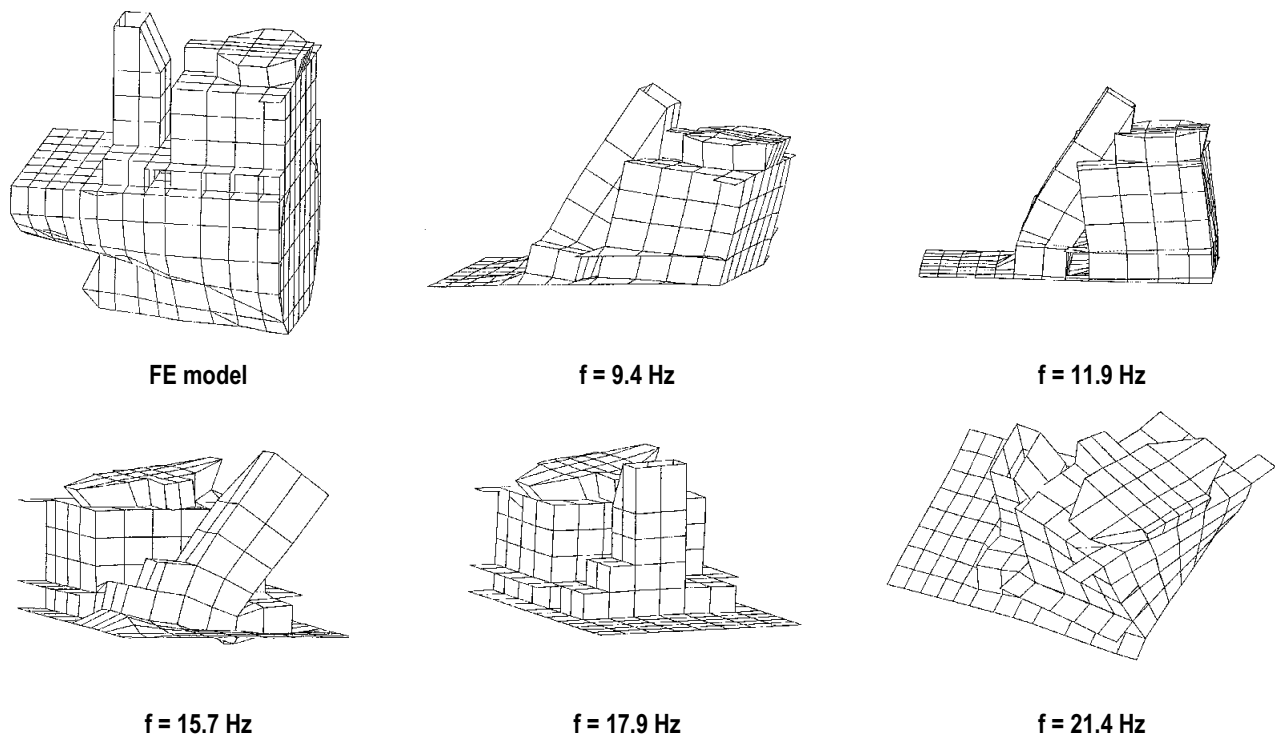 FE model
f = 9.4 Hz
f = 11.9 Hz
f = 15.7 Hz
f = 17.9 Hz
f = 21.4 Hz